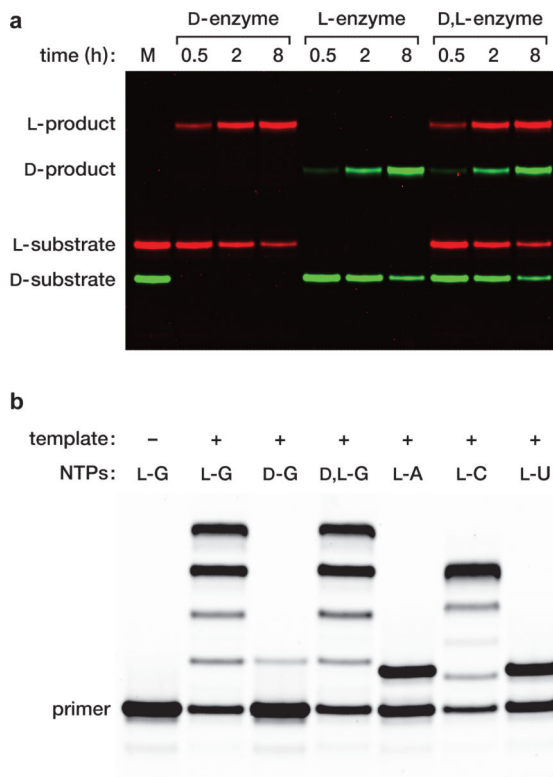 a
D-enzyme L-enzyme D,L-enzyme
time (h): M 0.5 2 8 0.5 2 8 0.5 2 8
L-product
D-product
L-substrate
D-substrate
b
template: – + + + + + +
NTPs: L-G L-G D-G D,L-G L-A L-C L-U
primer